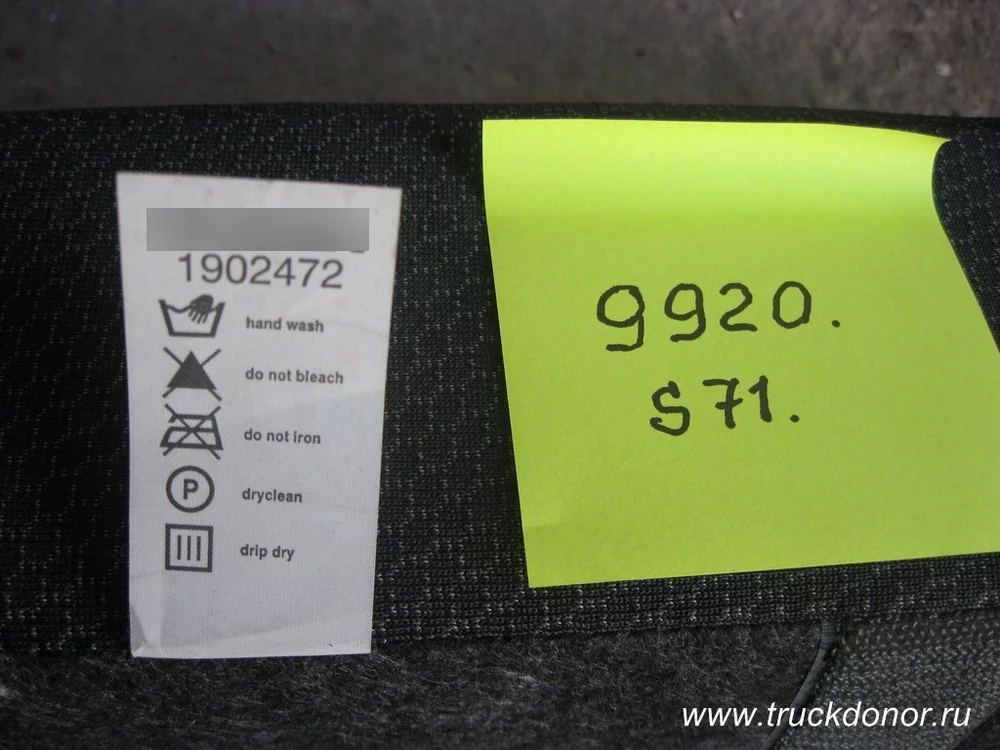 1902472
hand wash
do not bleach
do not iron
P dryclean
drip dry
9920.
S71.
www.truckdonor.ru